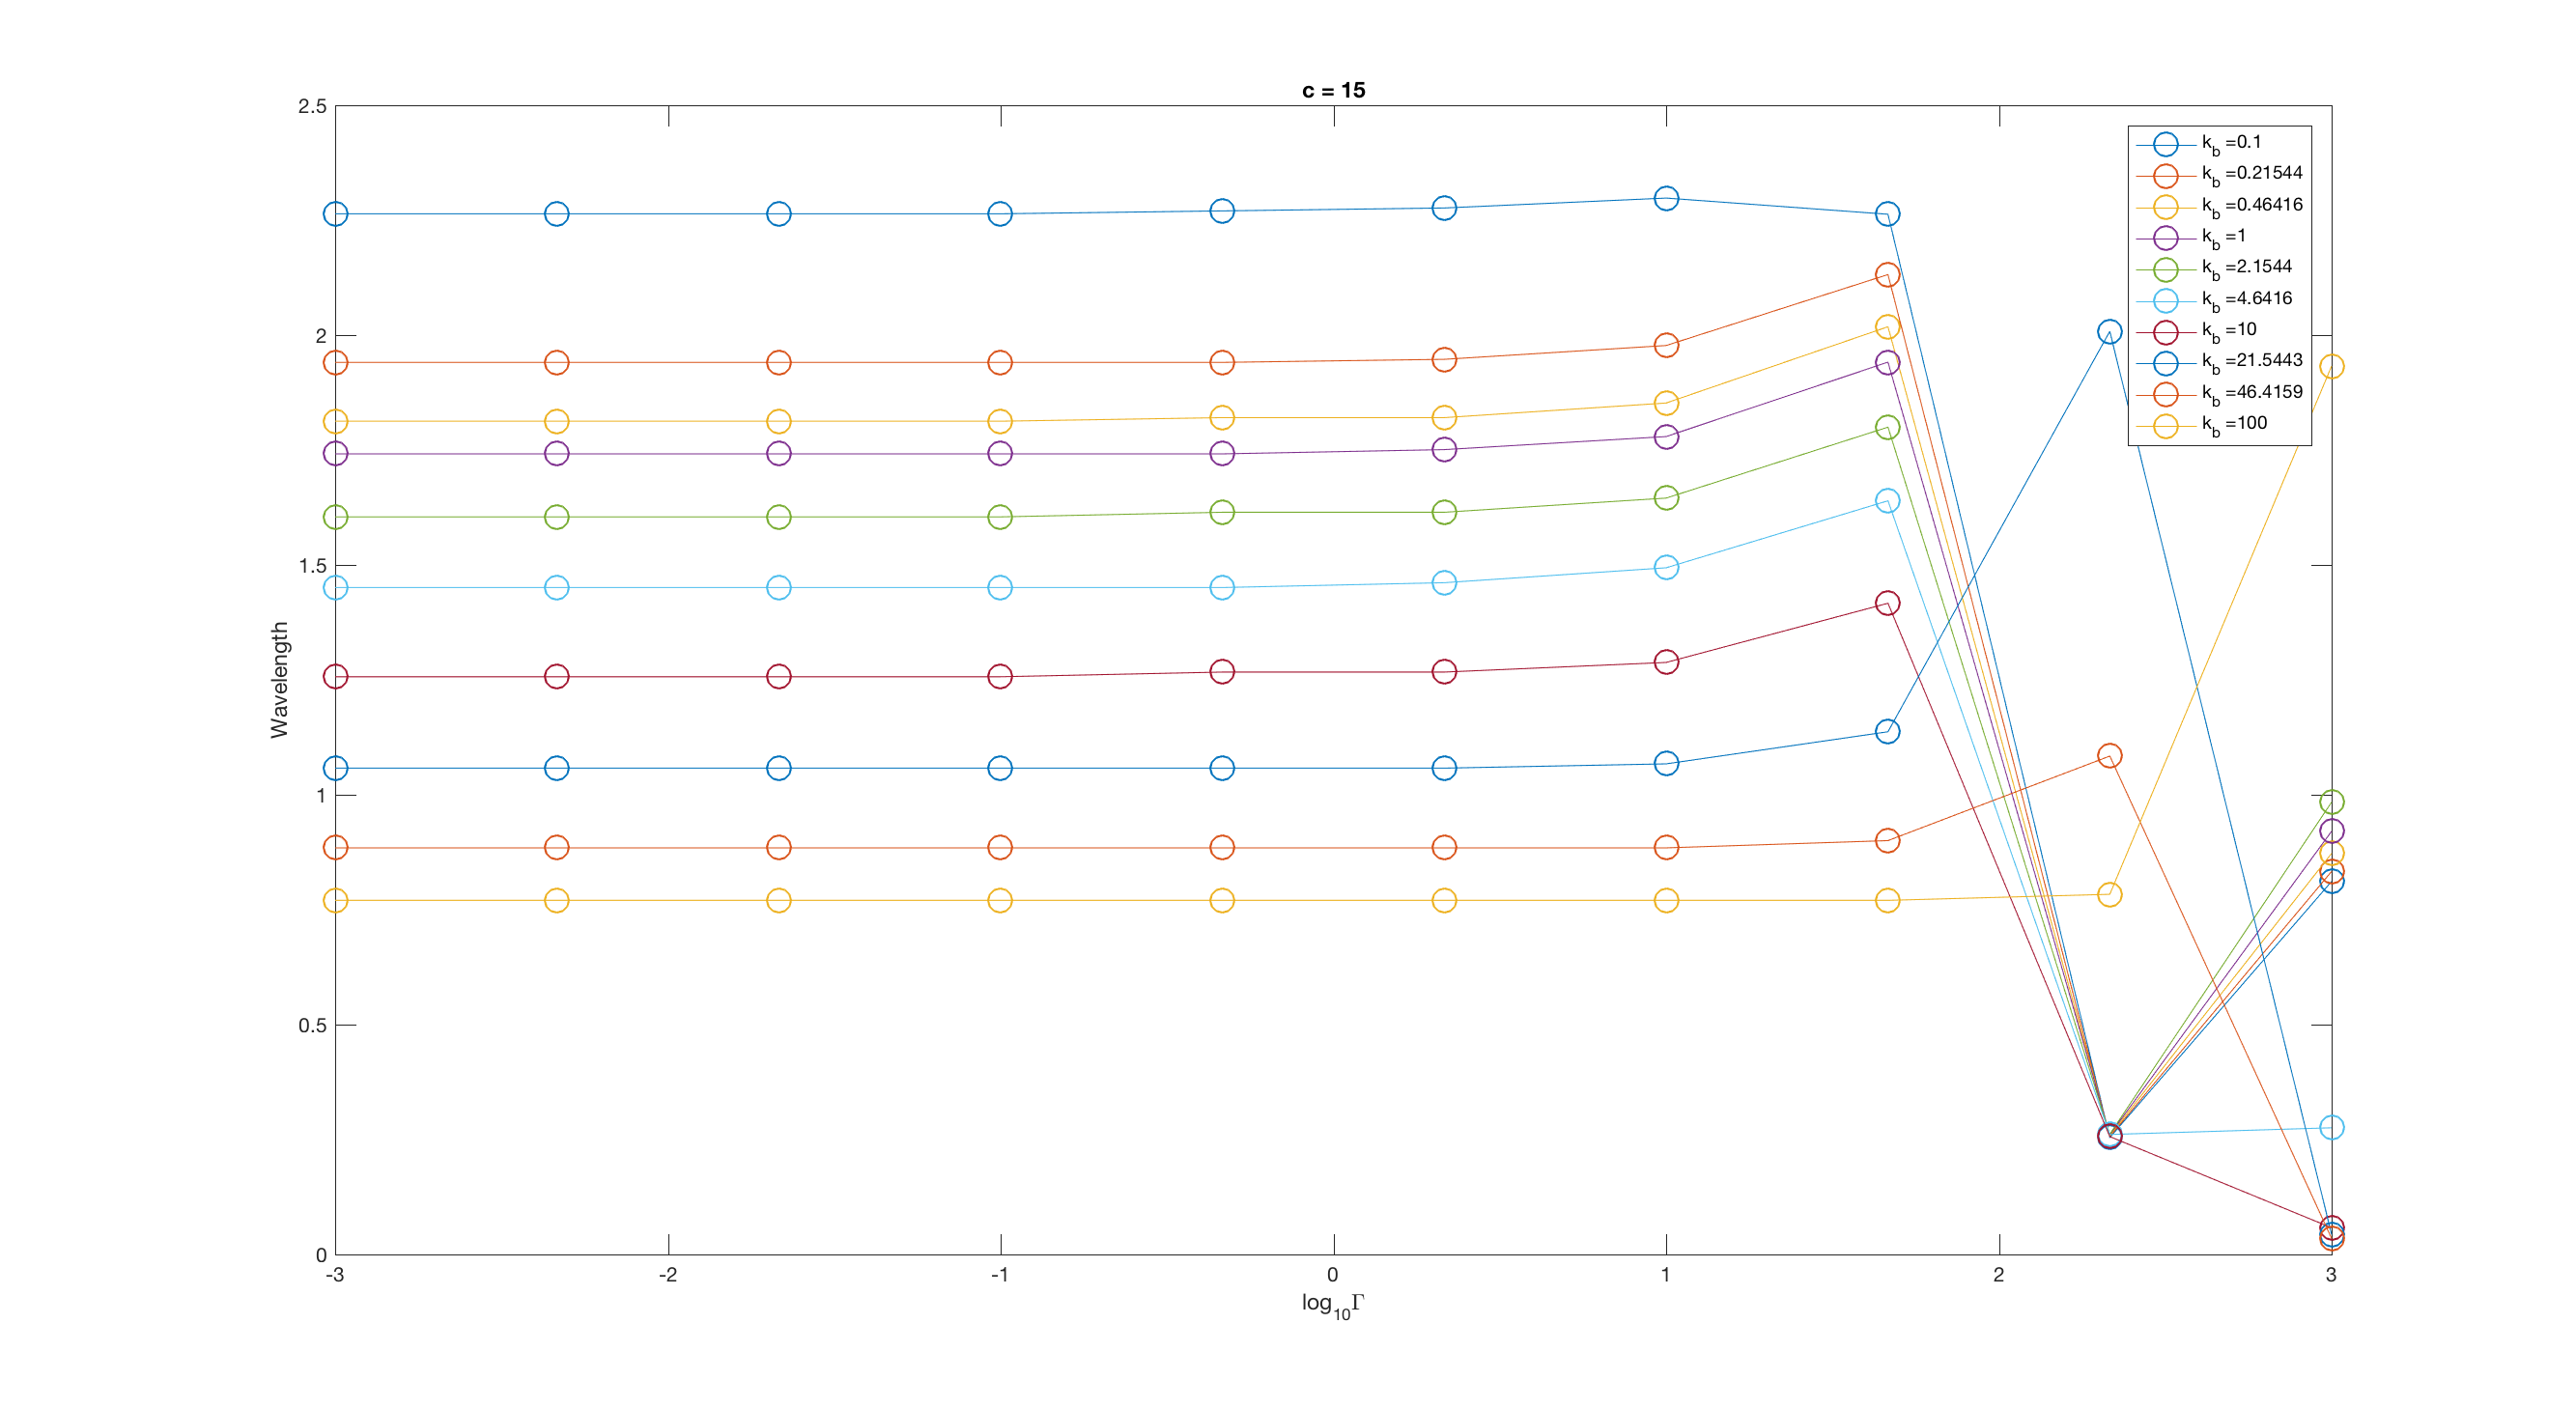 c = 15
2.5
2
1.5
1
0.5
0
Wavelength
-3
-2
-1
0
1
2
3
log10Γ
kb =0.1
kb =0.21544
kb =0.46416
kb =1
kb =2.1544
kb =4.6416
kb =10
kb =21.5443
kb =46.4159
kb =100